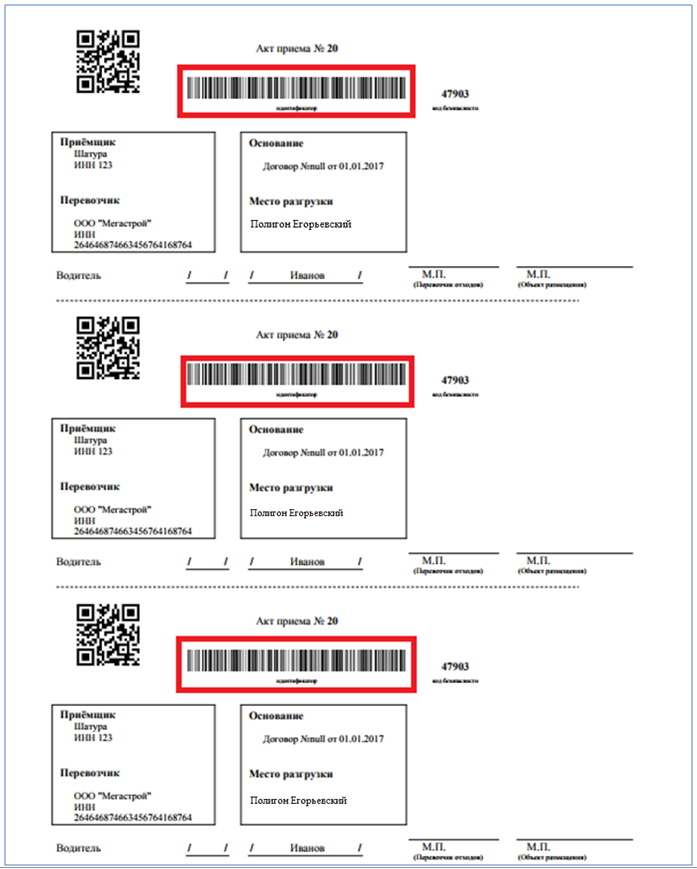 Акт приема № 20
идентификатор
47903
код безопасности
Приёмщик
Шатура
ИНН 123
Перевозчик
ООО "Мегастрой"
ИНН
264646874663456764168764
Основание
Договор №null от 01.01.2017
Место разгрузки
Полигон Егорьевский
Водитель / / / Иванов /
М.П.
(Перевозчик отходов)
М.П.
(Объект размещения)
Акт приема № 20
идентификатор
47903
код безопасности
Приёмщик
Шатура
ИНН 123
Перевозчик
ООО "Мегастрой"
ИНН
264646874663456764168764
Основание
Договор №null от 01.01.2017
Место разгрузки
Полигон Егорьевский
Водитель / / / Иванов /
М.П.
(Перевозчик отходов)
М.П.
(Объект размещения)
Акт приема № 20
идентификатор
47903
код безопасности
Приёмщик
Шатура
ИНН 123
Перевозчик
ООО "Мегастрой"
ИНН
264646874663456764168764
Основание
Договор №null от 01.01.2017
Место разгрузки
Полигон Егорьевский
Водитель / / / Иванов /
М.П.
(Перевозчик отходов)
М.П.
(Объект размещения)